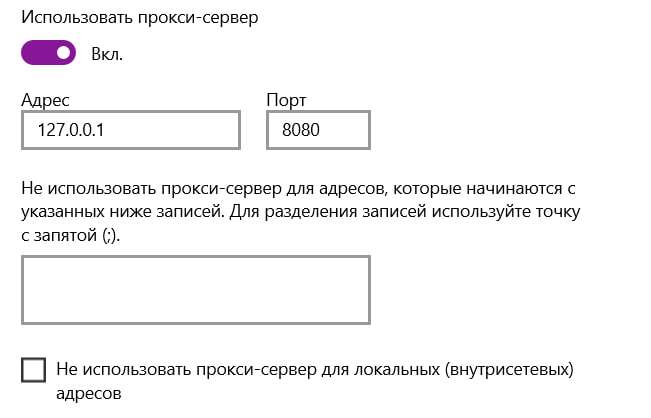 Использовать прокси-сервер
Вкл.
Адрес Порт
127.0.0.1 8080
Не использовать прокси-сервер для адресов, которые начинаются с
указанных ниже записей. Для разделения записей используйте точку
с запятой (;).
Не использовать прокси-сервер для локальных (внутрисетевых)
адресов